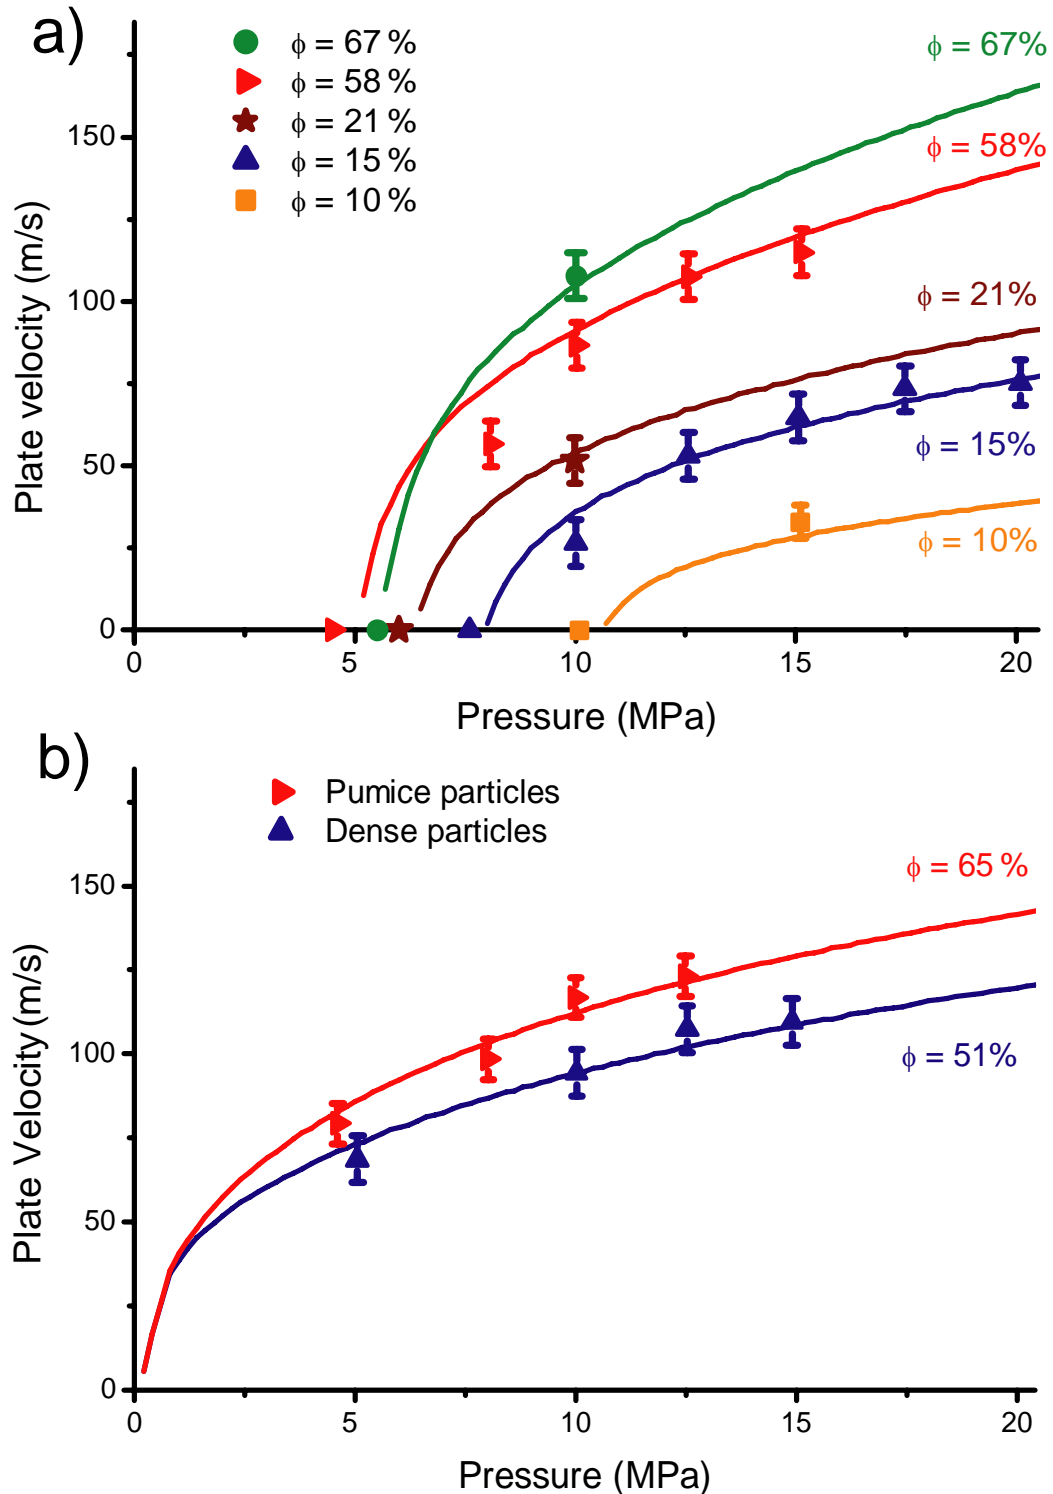 a)
ϕ = 67 %
ϕ = 58 %
ϕ = 21 %
ϕ = 15 %
ϕ = 10 %
ϕ = 67%
ϕ = 58%
ϕ = 21%
ϕ = 15%
ϕ = 10%
Plate velocity (m/s)
150
100
50
0
0 5 10 15 20
Pressure (MPa)
b)
Pumice particles
Dense particles
ϕ = 65 %
ϕ = 51%
Plate Velocity (m/s)
150
100
50
0
0 5 10 15 20
Pressure (MPa)